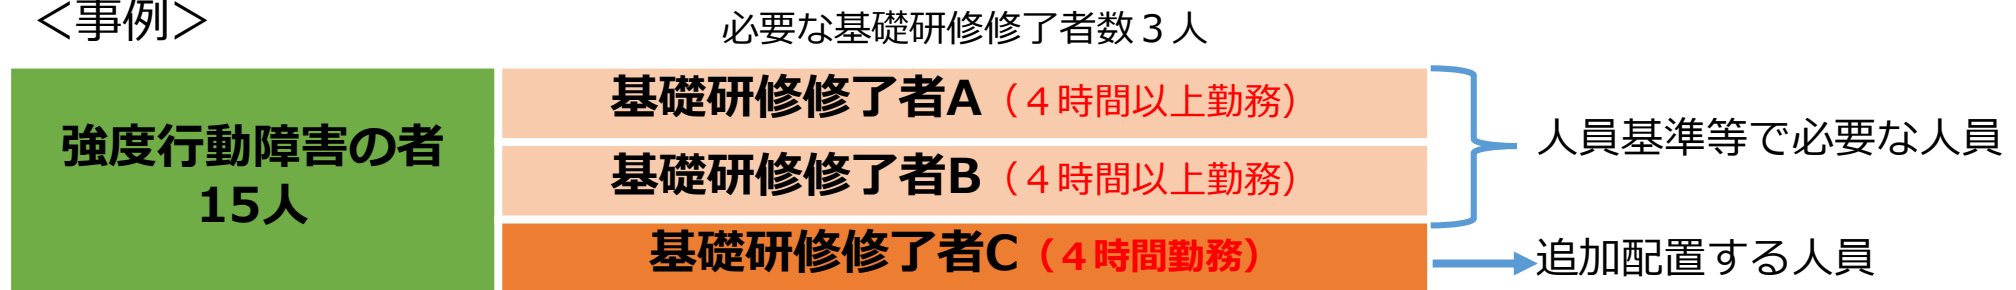 ＜事例＞
必要な基礎研修修了者数３人
強度行動障害の者
15人
基礎研修修了者A（４時間以上勤務）
基礎研修修了者B（４時間以上勤務）
基礎研修修了者C（４時間勤務）
人員基準等で必要な人員
追加配置する人員